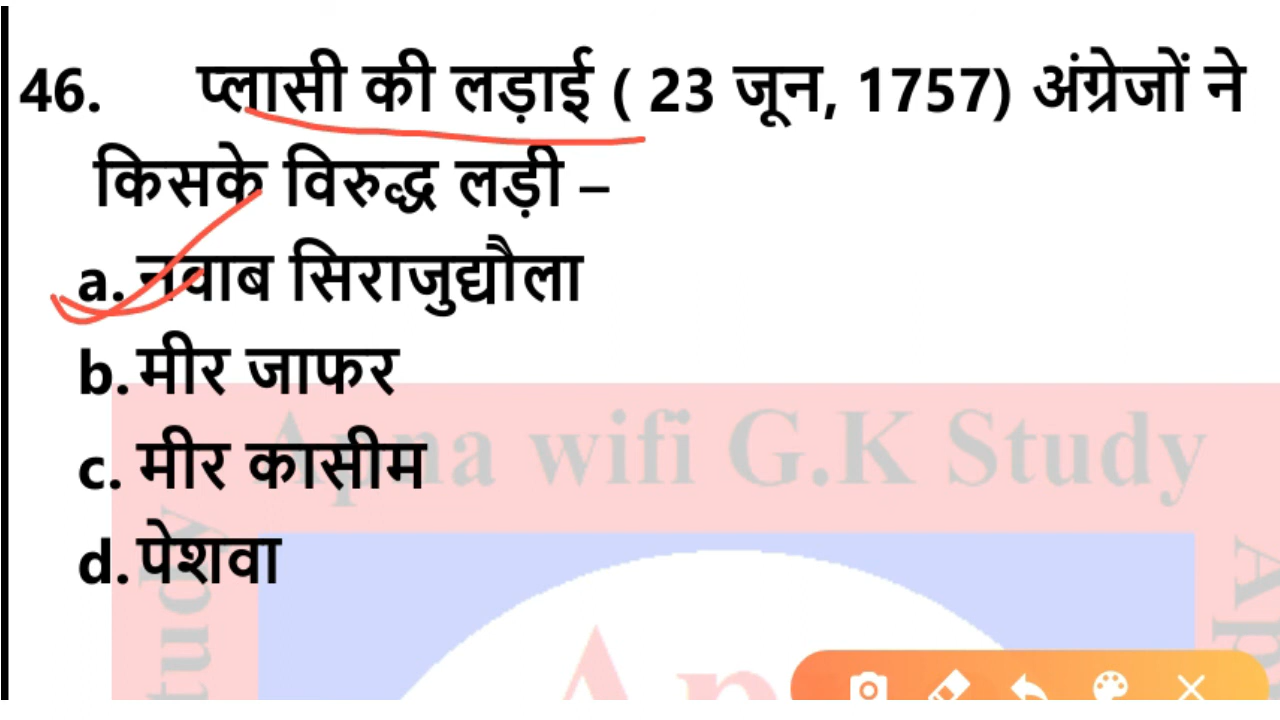 46. प्लासी की लड़ाई ( 23 जून, 1757) अंग्रेजों ने
किसके विरुद्ध लड़ी –
a. नवाब सिराजुद्यौला
b. मीर जाफर
c. मीर कासीम
d. पेशवा
Apna wifi G.K Study